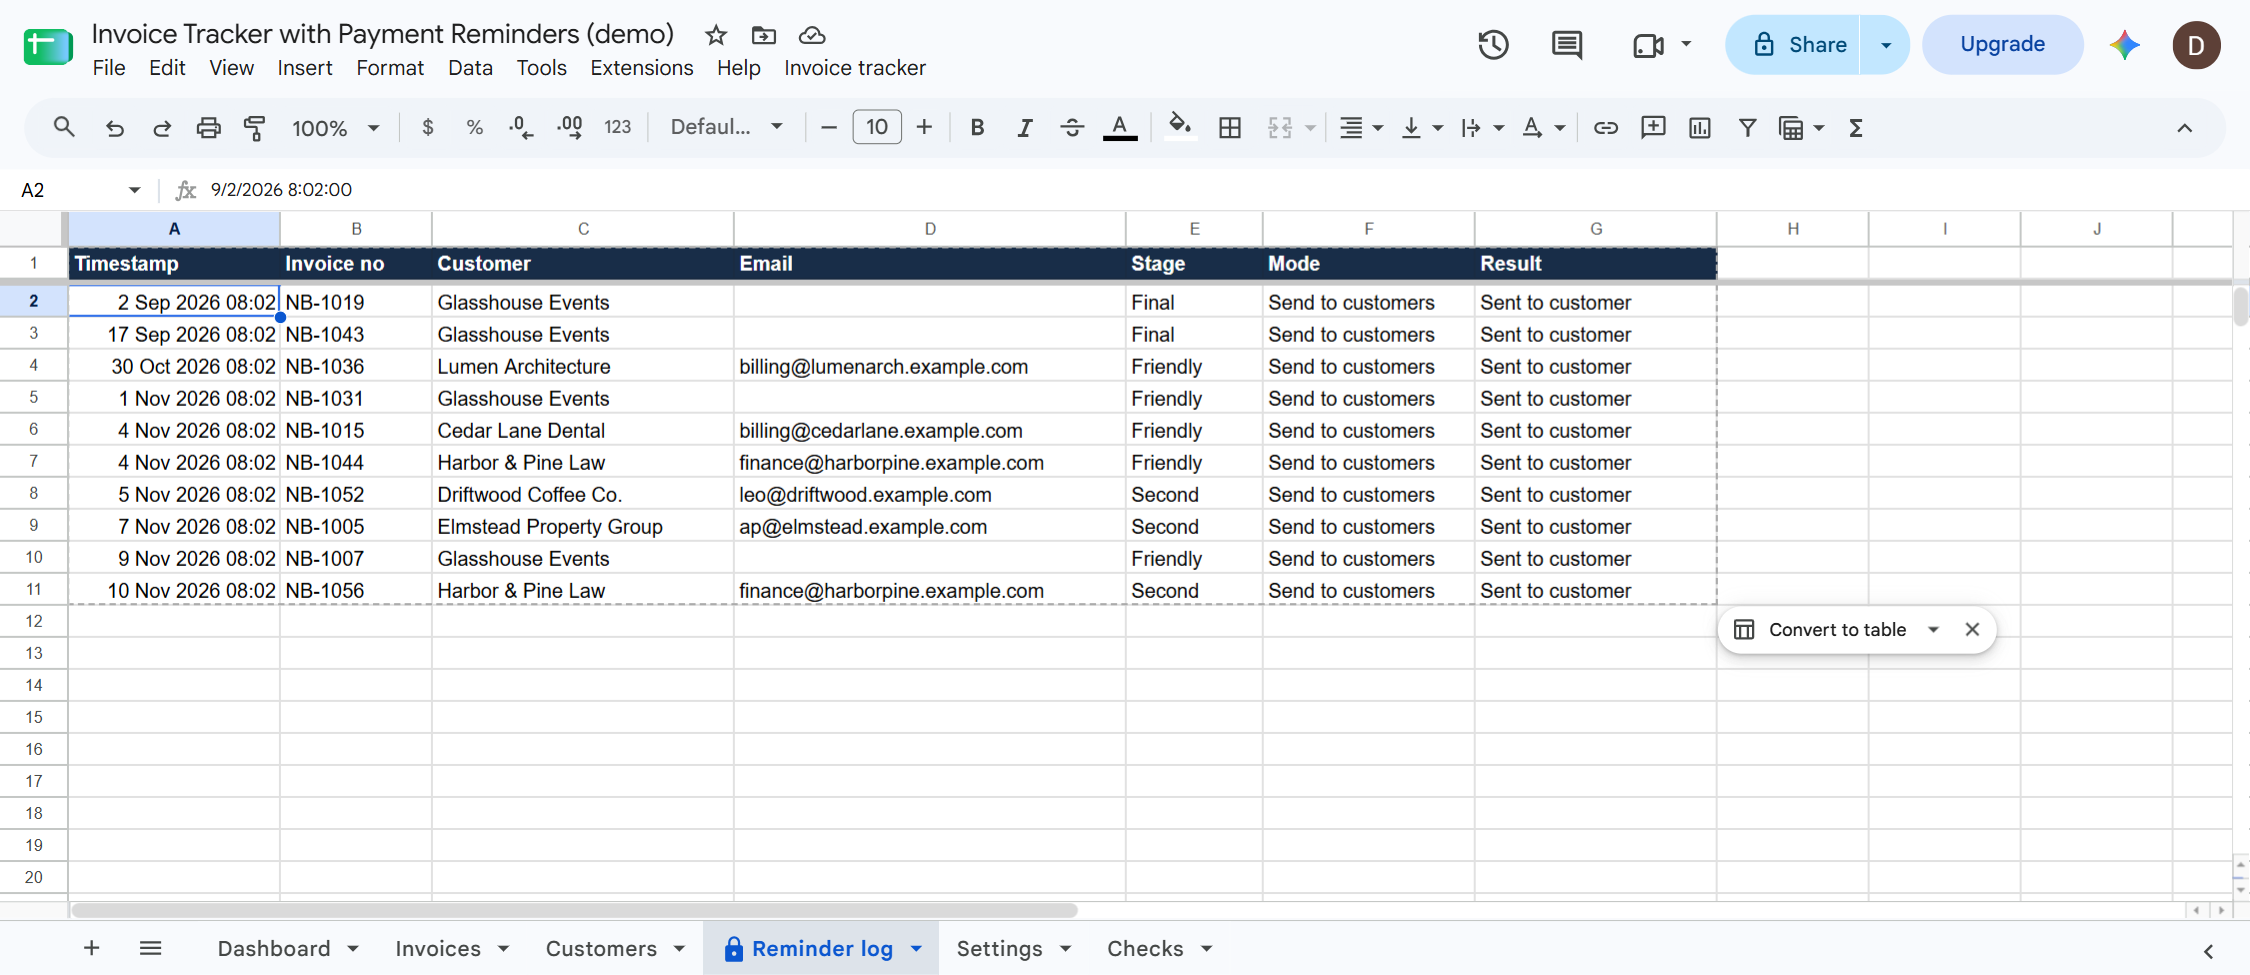 Invoice Tracker with Payment Reminders (demo)
File Edit View Insert Format Data Tools Extensions Help Invoice tracker
Share
Upgrade
D
100% $ % .0 .00 123 Defaul... 10 B I A A Σ
A2 fx 9/2/2026 8:02:00
A B C D E F G H I J
1 Timestamp Invoice no Customer Email Stage Mode Result
2 2 Sep 2026 08:02 NB-1019 Glasshouse Events Final Send to customers Sent to customer
3 17 Sep 2026 08:02 NB-1043 Glasshouse Events Final Send to customers Sent to customer
4 30 Oct 2026 08:02 NB-1036 Lumen Architecture billing@lumenarch.example.com Friendly Send to customers Sent to customer
5 1 Nov 2026 08:02 NB-1031 Glasshouse Events Friendly Send to customers Sent to customer
6 4 Nov 2026 08:02 NB-1015 Cedar Lane Dental billing@cedarlane.example.com Friendly Send to customers Sent to customer
7 4 Nov 2026 08:02 NB-1044 Harbor & Pine Law finance@harborpine.example.com Friendly Send to customers Sent to customer
8 5 Nov 2026 08:02 NB-1052 Driftwood Coffee Co. leo@driftwood.example.com Second Send to customers Sent to customer
9 7 Nov 2026 08:02 NB-1005 Elmstead Property Group ap@elmstead.example.com Second Send to customers Sent to customer
10 9 Nov 2026 08:02 NB-1007 Glasshouse Events Friendly Send to customers Sent to customer
11 10 Nov 2026 08:02 NB-1056 Harbor & Pine Law finance@harborpine.example.com Second Send to customers Sent to customer
12
Convert to table
13
14
15
16
17
18
19
20
Dashboard Invoices Customers Reminder log Settings Checks